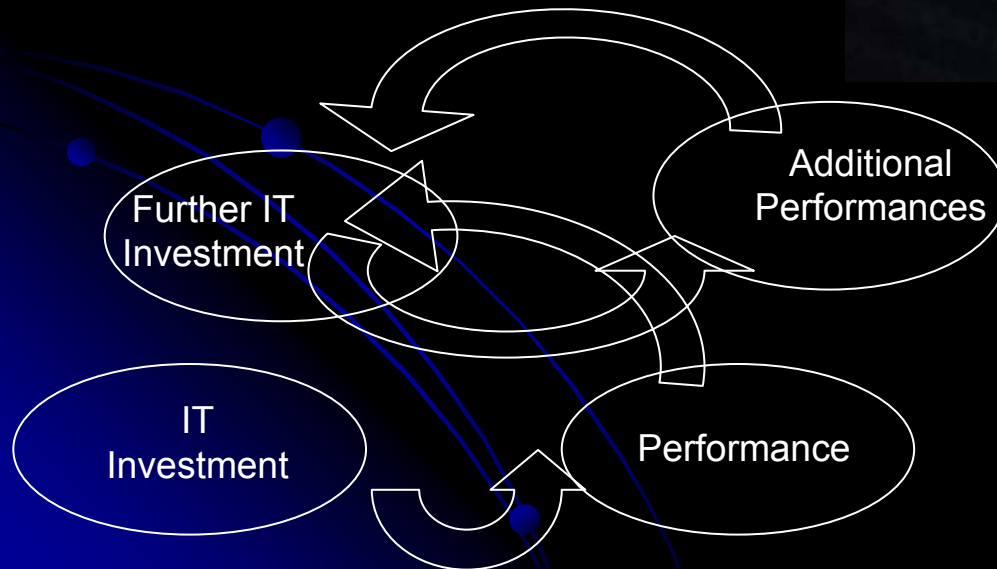 Additional
Performances
Further IT
Investment
IT
Investment
Performance